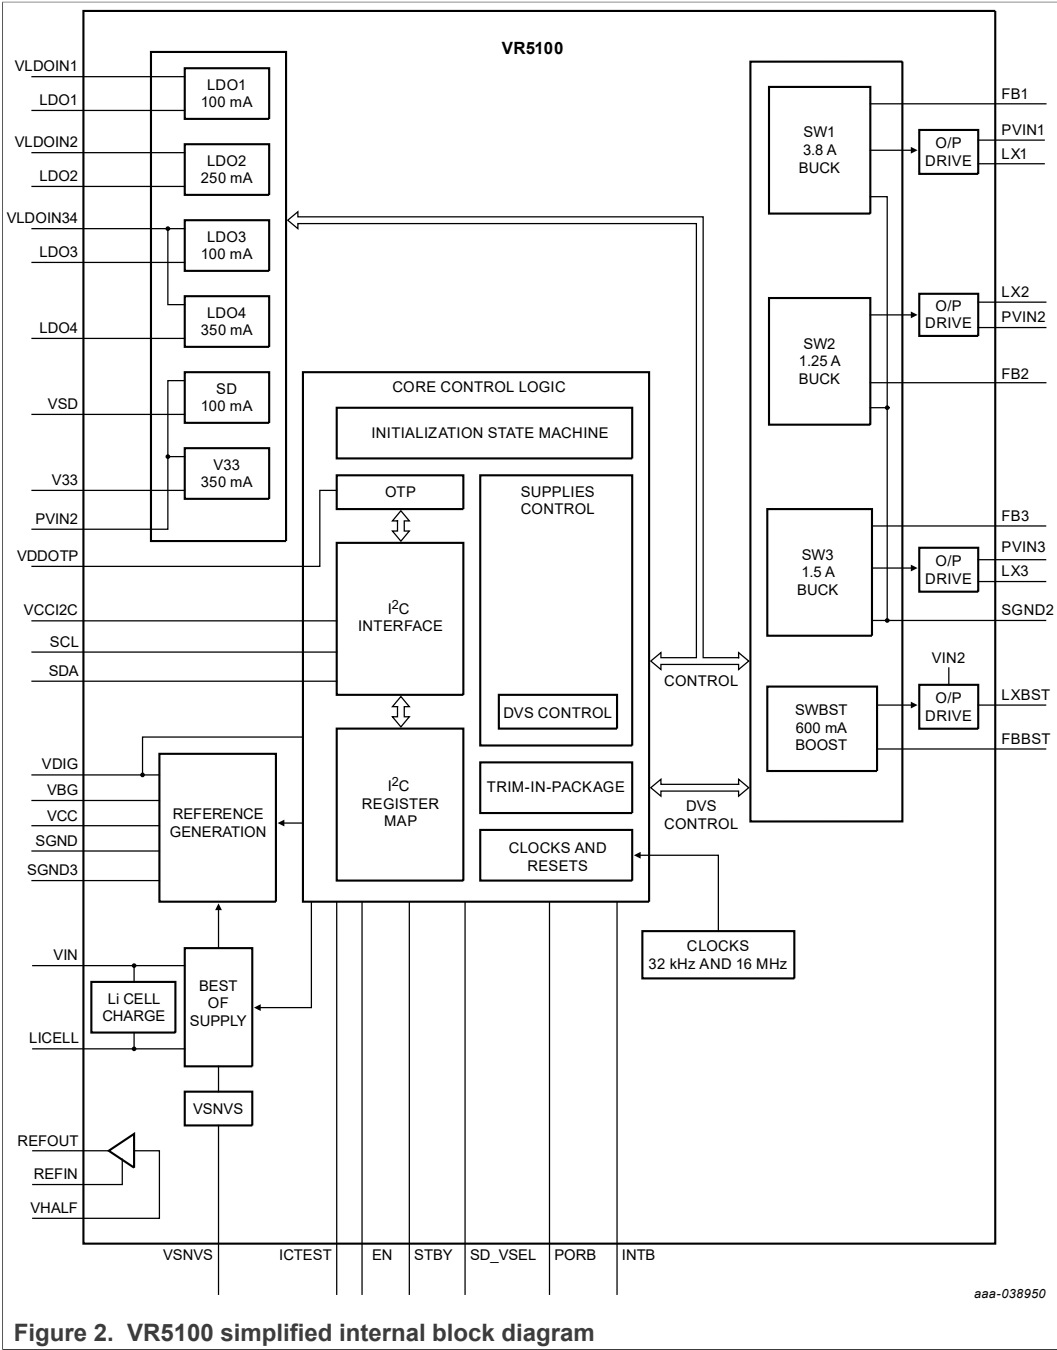 VR5100
VLDOIN1
LDO1
LDO1
100 mA
VLDOIN2
LDO2
LDO2
250 mA
VLDOIN34
LDO3
LDO3
100 mA
LDO4
LDO4
350 mA
VSD
SD
100 mA
V33
V33
350 mA
PVIN2
VDDOTP
VCCI2C
SCL
SDA
CORE CONTROL LOGIC
INITIALIZATION STATE MACHINE
OTP
I2C
INTERFACE
I2C
REGISTER
MAP
SUPPLIES
CONTROL
DVS CONTROL
TRIM-IN-PACKAGE
CLOCKS AND
RESETS
CLOCKS
32 kHz AND 16 MHz
CONTROL
DVS
CONTROL
SW1
3.8 A
BUCK
O/P
DRIVE
FB1
PVIN1
LX1
SW2
1.25 A
BUCK
O/P
DRIVE
LX2
PVIN2
FB2
SW3
1.5 A
BUCK
O/P
DRIVE
FB3
PVIN3
LX3
SGND2
SWBST
600 mA
BOOST
VIN2
O/P
DRIVE
LXBST
FBBST
VDIG
VBG
VCC
SGND
SGND3
REFERENCE
GENERATION
VIN
Li CELL
CHARGE
LICELL
BEST
OF
SUPPLY
VSNVS
REFOUT
REFIN
VHALF
VSNVS
ICTEST
EN
STBY
SD_VSEL
PORB
INTB
aaa-038950
Figure 2. VR5100 simplified internal block diagram